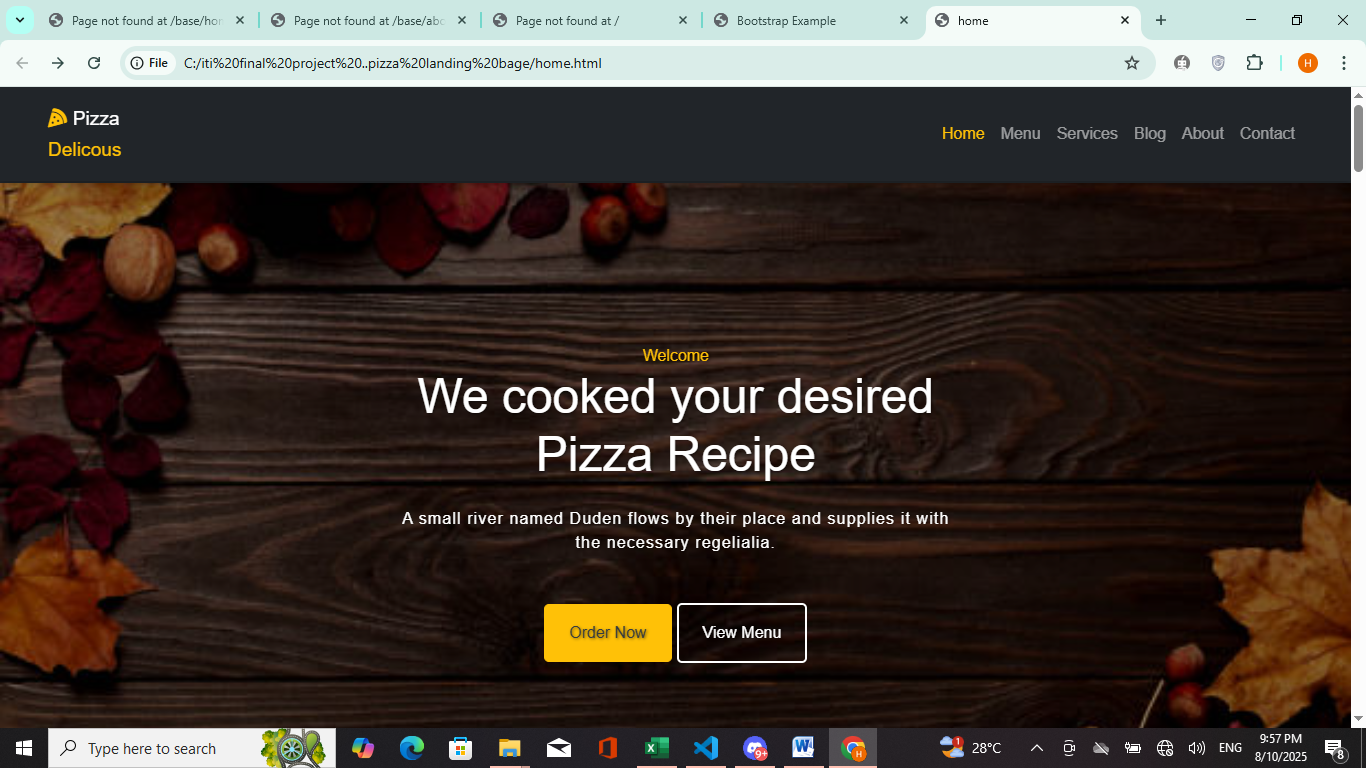 Page not found at /base/hom
Page not found at /base/abo
Page not found at /
Bootstrap Example
home
File
C:/iti%20final%20project%20..pizza%20landing%20bage/home.html
H
Pizza
Delicous
Home
Menu
Services
Blog
About
Contact
Welcome
We cooked your desired
Pizza Recipe
A small river named Duden flows by their place and supplies it with
the necessary regelialia.
Order Now
View Menu
Type here to search
9+
H
1
28°C
ENG
9:57 PM
8/10/2025
8